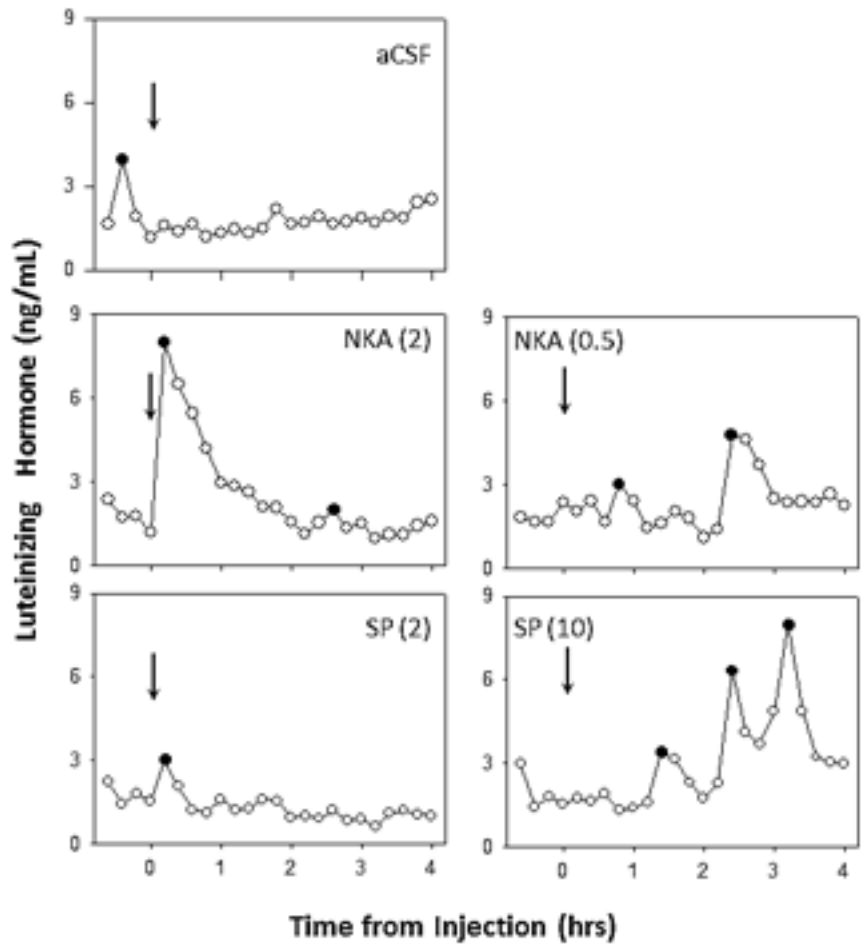 Luteinizing Hormone (ng/mL)
9
6
3
0
aCSF
9
6
3
0
NKA (2)
9
6
3
0
NKA (0.5)
9
6
3
0
SP (2)
0 1 2 3 4
9
6
3
0
SP (10)
0 1 2 3 4
Time from Injection (hrs)